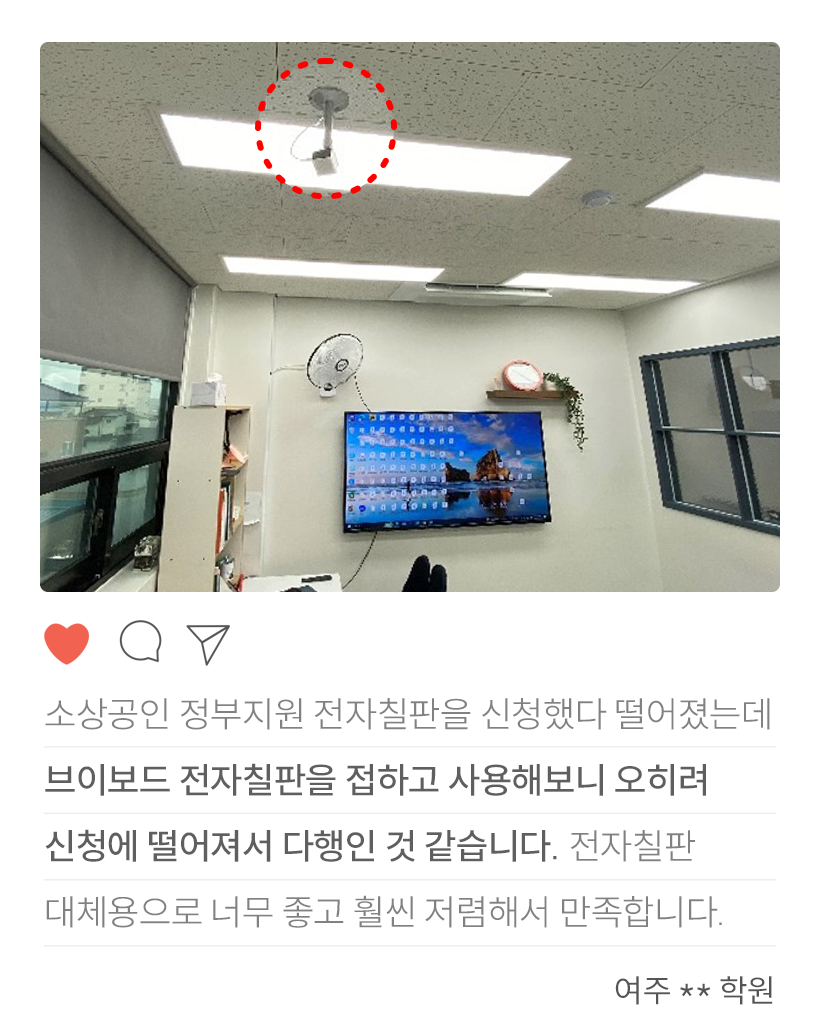 소상공인 정부지원 전자칠판을 신청했다 떨어졌는데
브이보드 전자칠판을 접하고 사용해보니 오히려
신청에 떨어져서 다행인 것 같습니다. 전자칠판
대체용으로 너무 좋고 훨씬 저렴해서 만족합니다.
여주 ** 학원